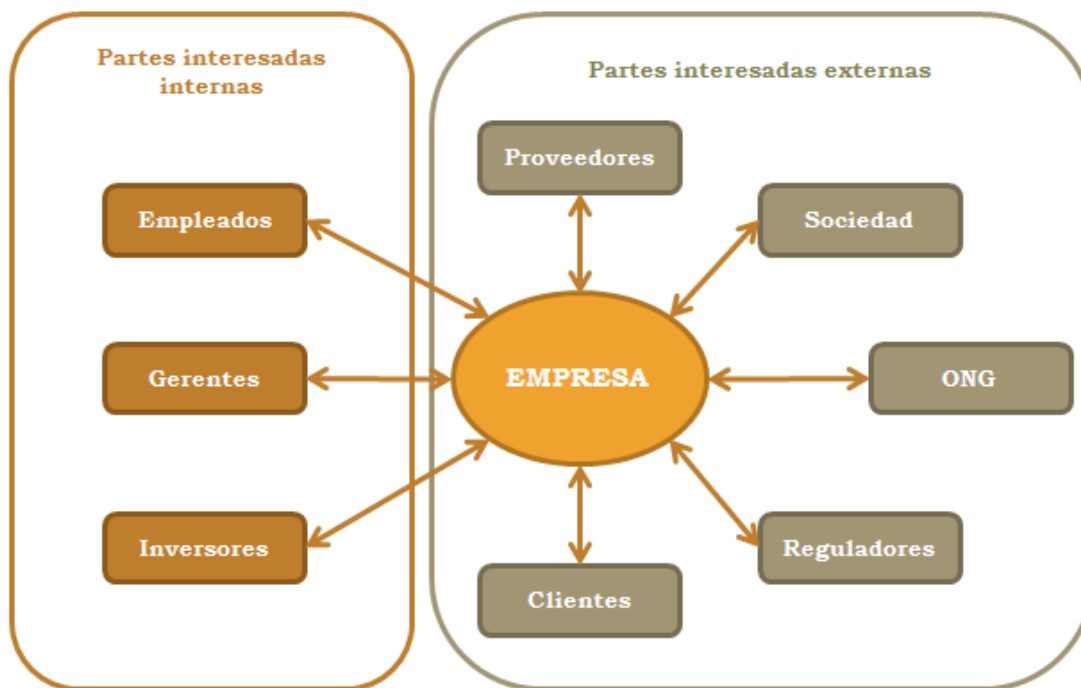 Partes interesadas
internas
Empleados
Gerentes
Inversores
Partes interesadas externas
Proveedores
Sociedad
EMPRESA
ONG
Reguladores
Clientes